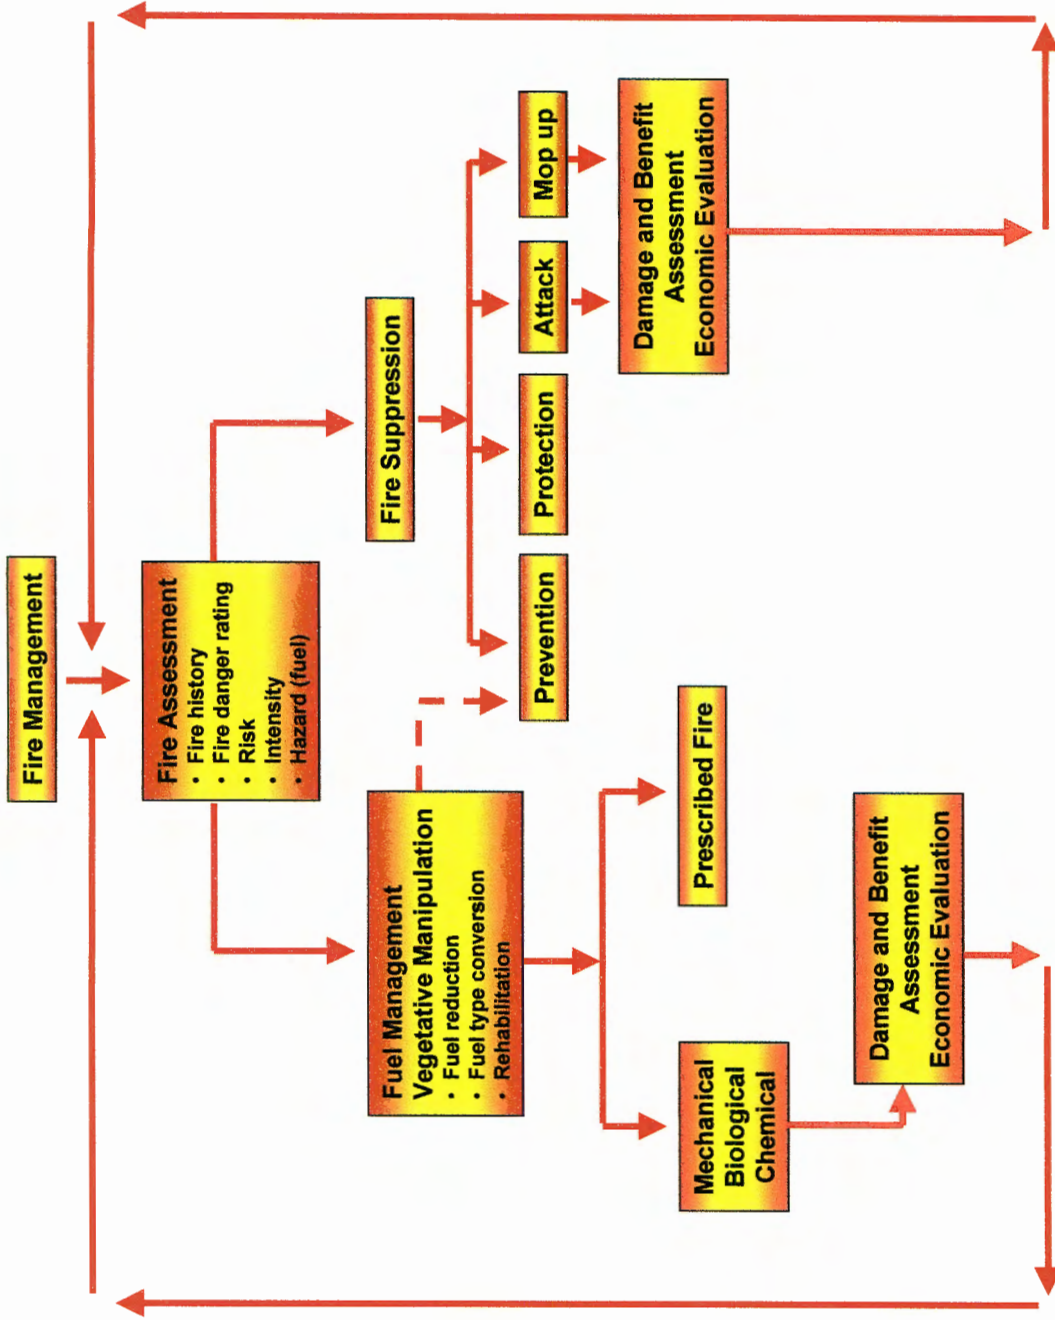 Fire Management
Fire Assessment
• Fire history
• Fire danger rating
• Risk
• Intensity
• Hazard (fuel)
Fuel Management
Vegetative Manipulation
• Fuel reduction
• Fuel type conversion
• Rehabilitation
Fire Suppression
Prevention
Protection
Attack
Mop up
Mechanical
Biological
Chemical
Prescribed Fire
Damage and Benefit
Assessment
Economic Evaluation
Damage and Benefit
Assessment
Economic Evaluation